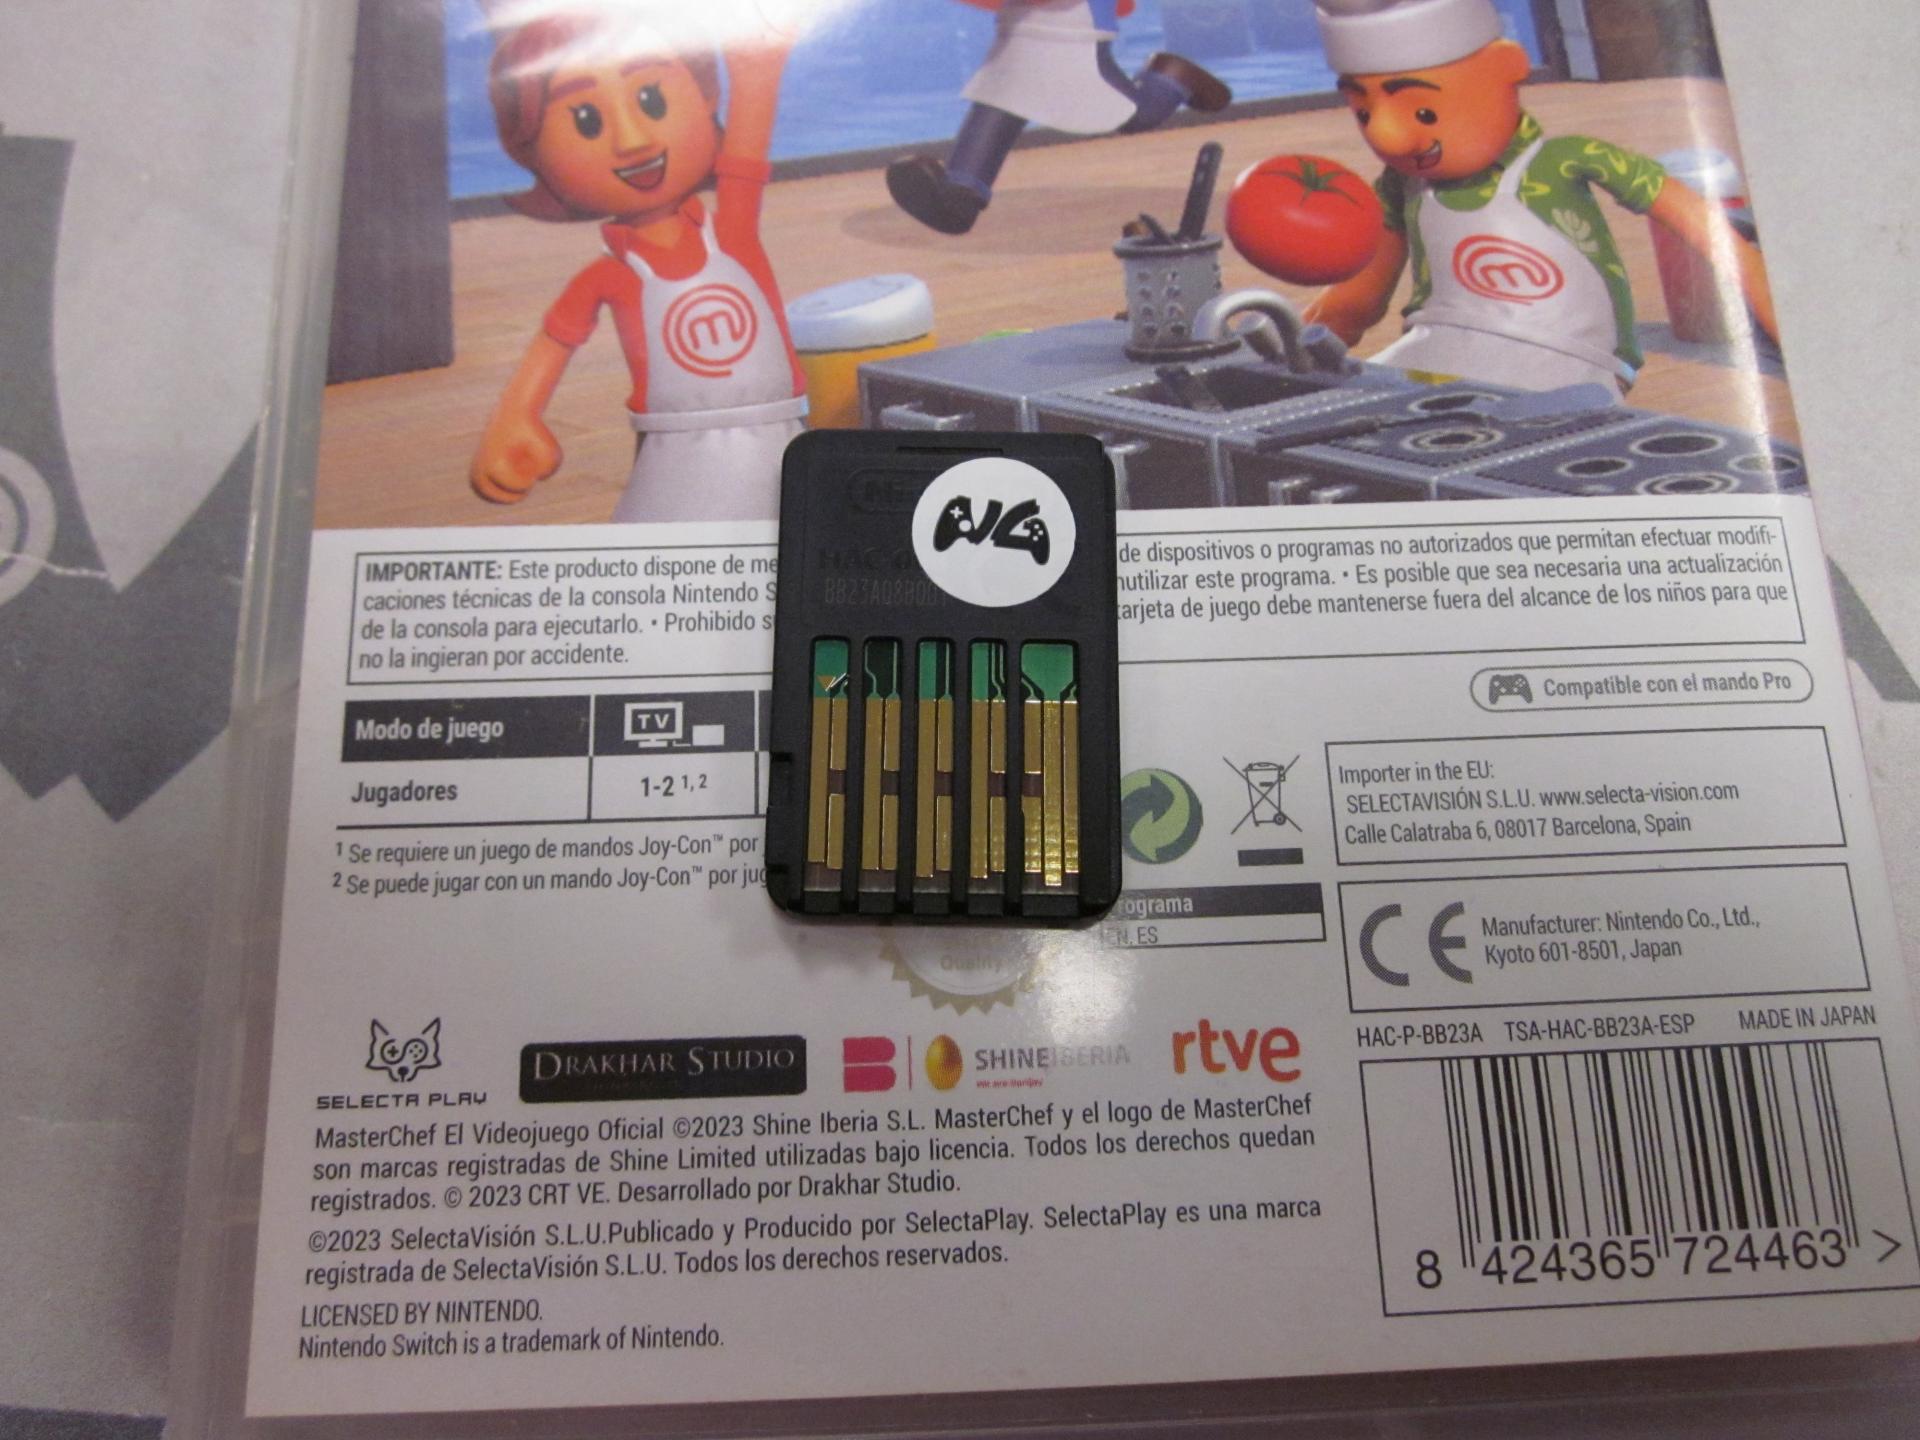 IMPORTANTE: Este producto dispone de
de dispositivos o programas no autorizados que permitan efectuar modifi-
caciones técnicas de la consola Nintendo
inutilizar este programa. • Es posible que sea necesaria una actualización
de la consola para ejecutarlo. • Prohibido
tarjeta de juego debe mantenerse fuera del alcance de los niños para que
no la ingieran por accidente.
BB23A
Compatible con el mando Pro
Modo de juego
TV
Jugadores
1-2 1, 2
1 Se requiere un juego de mandos Joy-Con™ por
2 Se puede jugar con un mando Joy-Con™ por
Importer in the EU:
SELECTAVISIÓN S.L.U. www.selecta-vision.com
Calle Calatraba 6, 08017 Barcelona, Spain
programa
EN, ES
Quality
CE
Manufacturer: Nintendo Co., Ltd.,
Kyoto 601-8501, Japan
HAC-P-BB23A TSA-HAC-BB23A-ESP MADE IN JAPAN
SELECTA PLAY
DRAKHAR STUDIO
SHINE IBERIA
rtve
MasterChef El Videojuego Oficial ©2023 Shine Iberia S.L. MasterChef y el logo de MasterChef
son marcas registradas de Shine Limited utilizadas bajo licencia. Todos los derechos quedan
registrados. © 2023 CRT VE. Desarrollado por Drakhar Studio.
©2023 SelectaVisión S.L.U.Publicado y Producido por SelectaPlay. SelectaPlay es una marca
registrada de SelectaVisión S.L.U. Todos los derechos reservados.
LICENSED BY NINTENDO.
Nintendo Switch is a trademark of Nintendo.
8 424365 724463 >